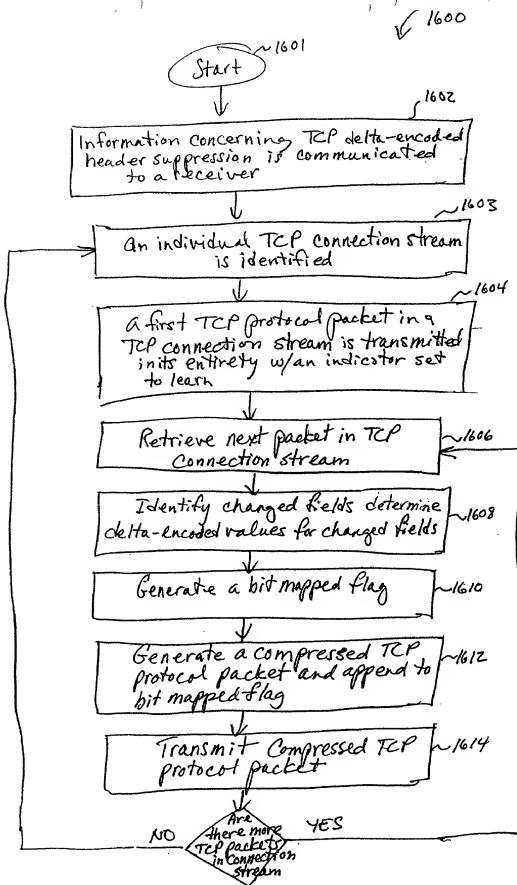 1600
1601
Start
1602
Information concerning TCP delta-encoded
header suppression is communicated
to a receiver
1603
An individual TCP connection stream
is identified
1604
A first TCP protocol packet in a
TCP connection stream is transmitted
in its entirety w/an indicator set
to learn
Retrieve next packet in TCP
Connection stream
1606
Identify changed fields determine
delta-encoded values for changed fields
1608
Generate a bit mapped flag
1610
Generate a compressed TCP
protocol packet and append to
bit mapped flag
1612
Transmit Compressed TCP
protocol packet
1614
NO
Are
there more
TCP packets
in Connection
stream
YES